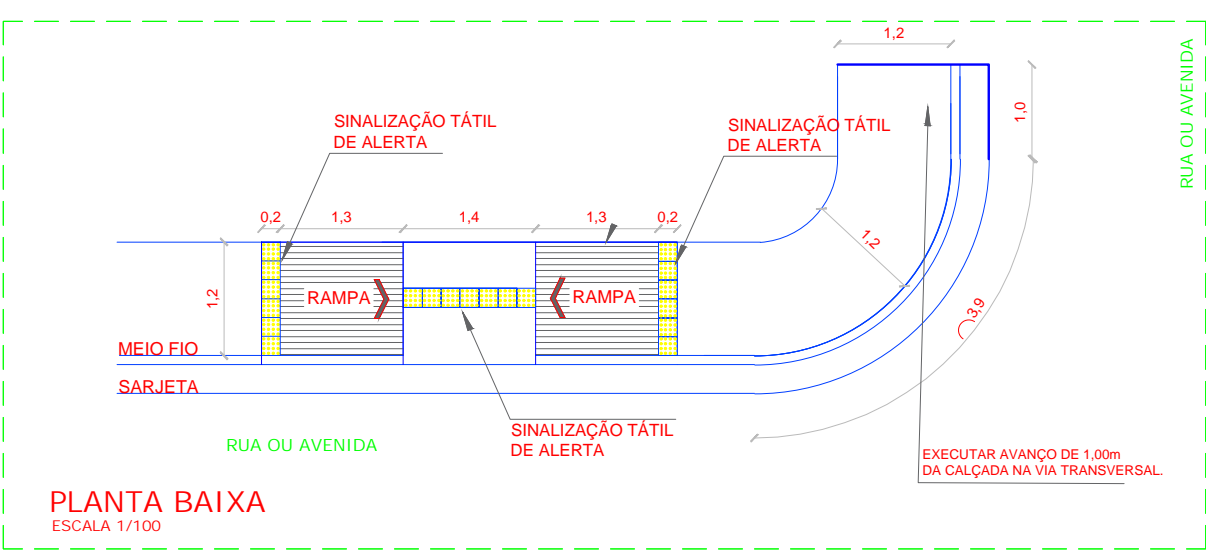 1,2
RUA OU AVENIDA
1,0
SINALIZAÇÃO TÁTIL
DE ALERTA
SINALIZAÇÃO TÁTIL
DE ALERTA
0,2
1,3
1,4
1,3
0,2
1,2
1,2
RAMPA
RAMPA
3,9
MEIO FIO
SARJETA
SINALIZAÇÃO TÁTIL
DE ALERTA
RUA OU AVENIDA
EXECUTAR AVANÇO DE 1,00m
DA CALÇADA NA VIA TRANSVERSAL.
PLANTA BAIXA
ESCALA 1/100